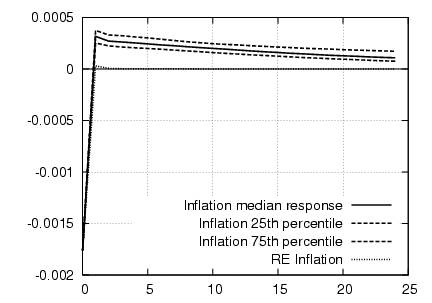 0.0005
0
-0.0005
-0.001
-0.0015
-0.002
Inflation median response
Inflation 25th percentile
Inflation 75th percentile
RE Inflation
0 5 10 15 20 25